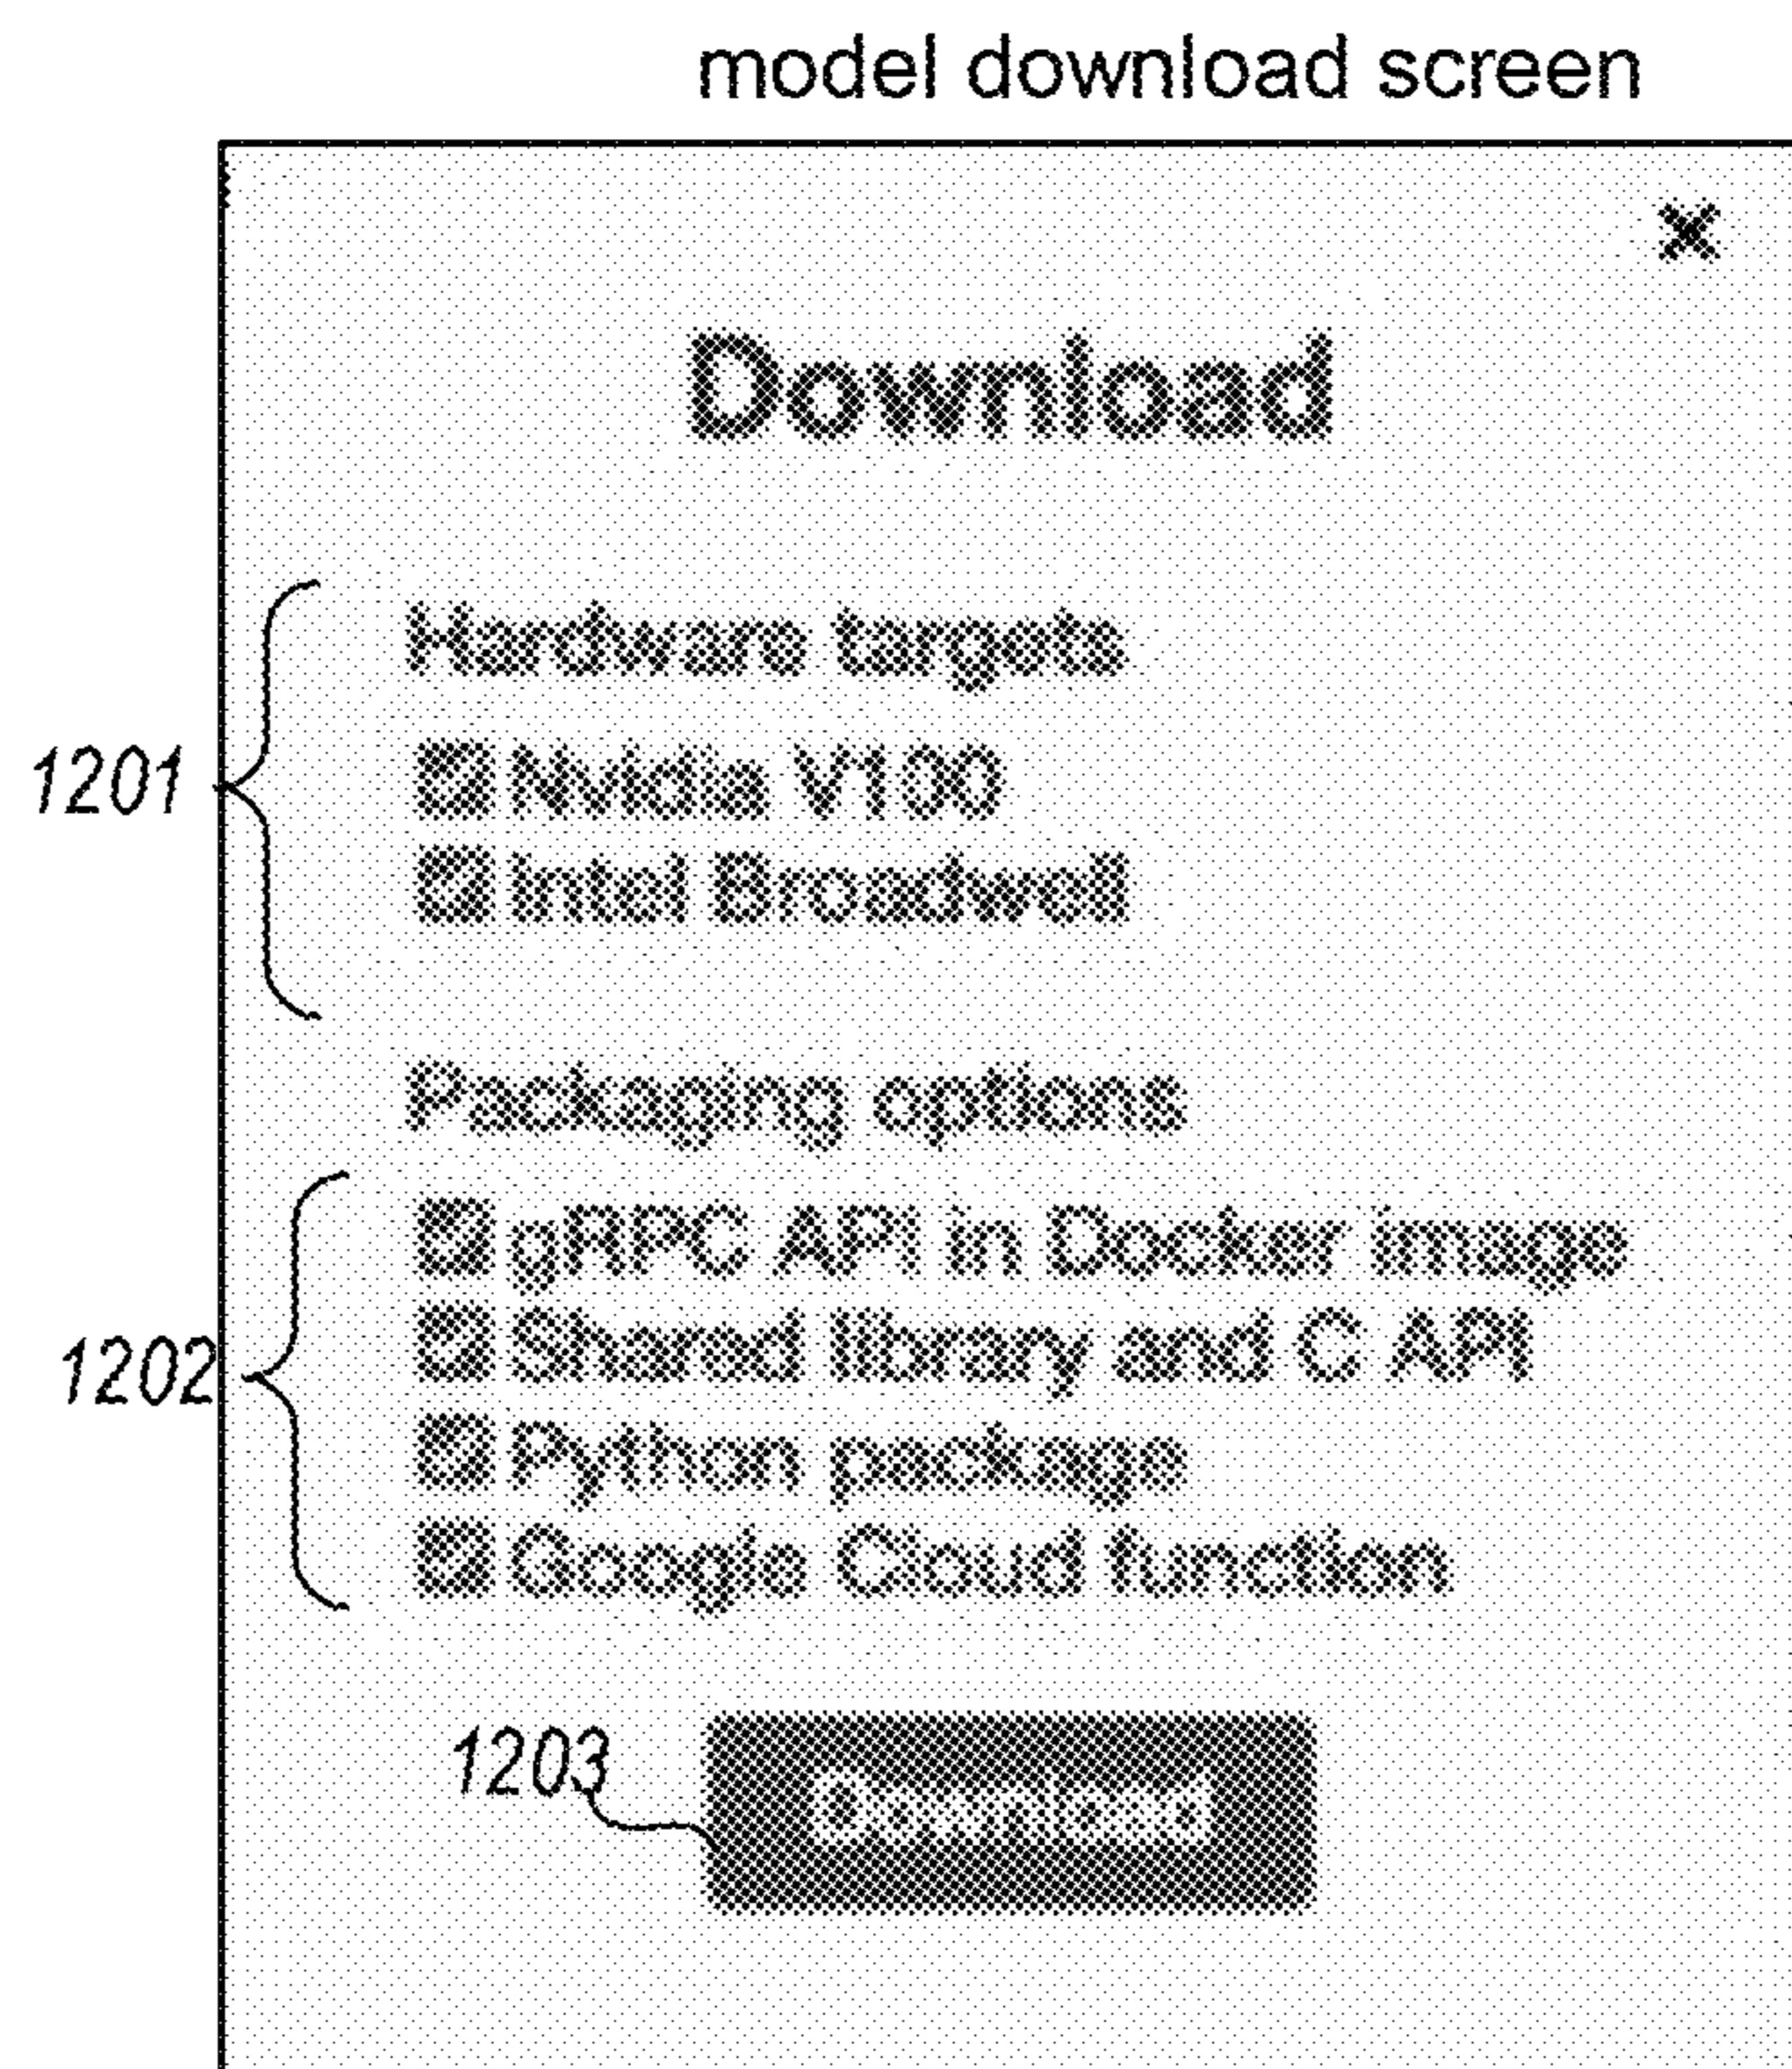 model download screen
×
Download
Hardware targets
1201
Nvidia V100
Intel Broadwell
Packaging options
gRPC API in Docker image
Shared library and C API
1202
Python package
Google Cloud function
1203
Download